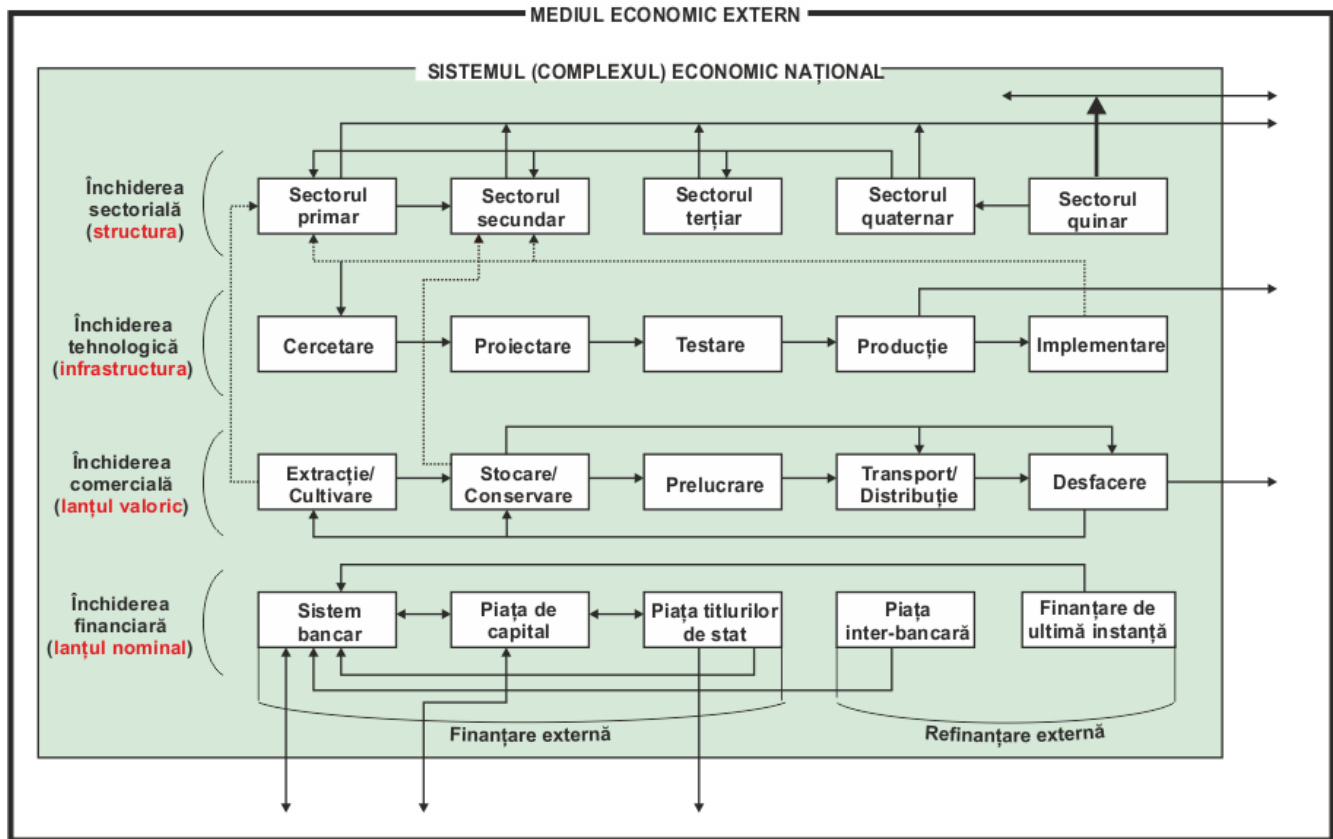 MEDIUL ECONOMIC EXTERN
SISTEMUL (COMPLEXUL) ECONOMIC NAȚIONAL
Închiderea
sectorială
(structura)
Sectorul
primar
Sectorul
secundar
Sectorul
terțiar
Sectorul
quaternar
Sectorul
quinar
Închiderea
tehnologică
(infrastructura)
Cercetare
Proiectare
Testare
Producție
Implementare
Închiderea
comercială
(lanțul valoric)
Extracție/
Cultivare
Stocare/
Conservare
Prelucrare
Transport/
Distribuție
Desfacere
Închiderea
financiară
(lanțul nominal)
Sistem
bancar
Piața de
capital
Piața titlurilor
de stat
Piața
inter-bancară
Finanțare de
ultimă instanță
Finanțare externă
Refinanțare externă